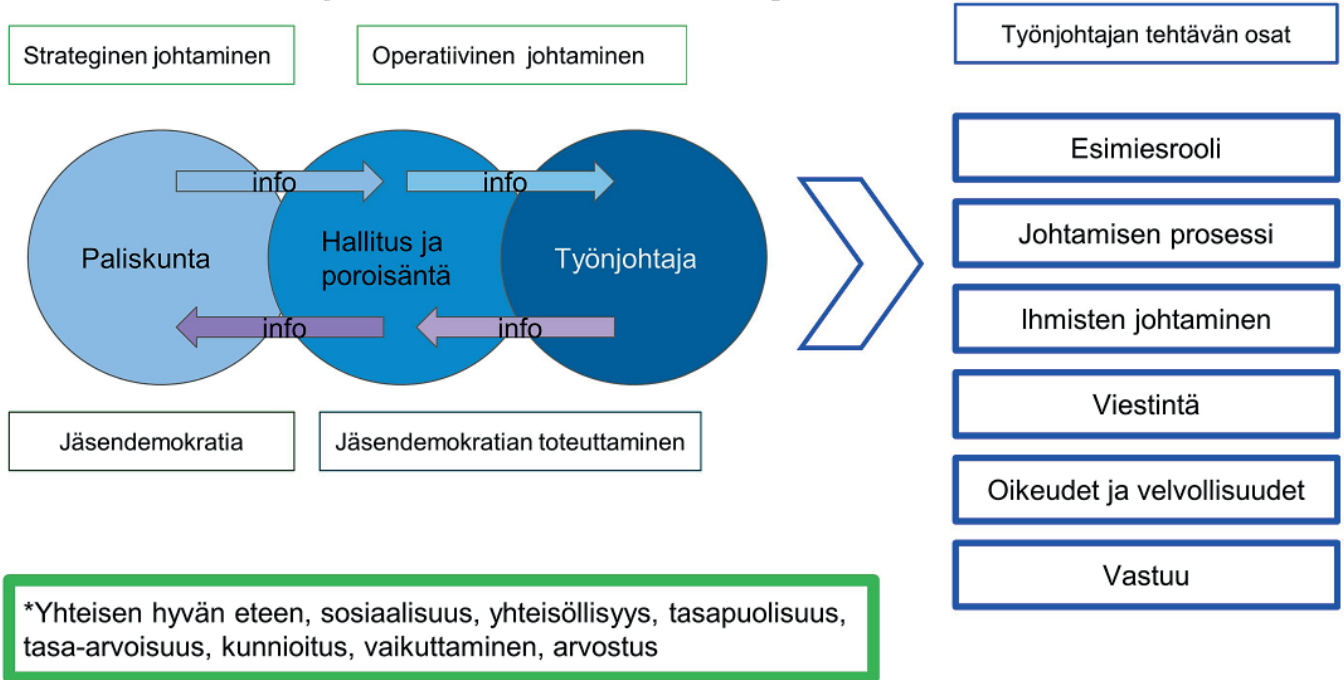 Strateginen johtaminen
Operatiivinen johtaminen
Työnjohtajan tehtävän osat
info
info
Paliskunta
Hallitus ja
poroisäntä
Työnjohtaja
info
info
Jäsendemokratia
Jäsendemokratian toteuttaminen
Esimiesrooli
Johtamisen prosessi
Ihmisten johtaminen
Viestintä
Oikeudet ja velvollisuudet
Vastuu
*Yhteisen hyvän eteen, sosiaalisuus, yhteisöllisyys, tasapuolisuus,
tasa-arvoisuus, kunnioitus, vaikuttaminen, arvostus